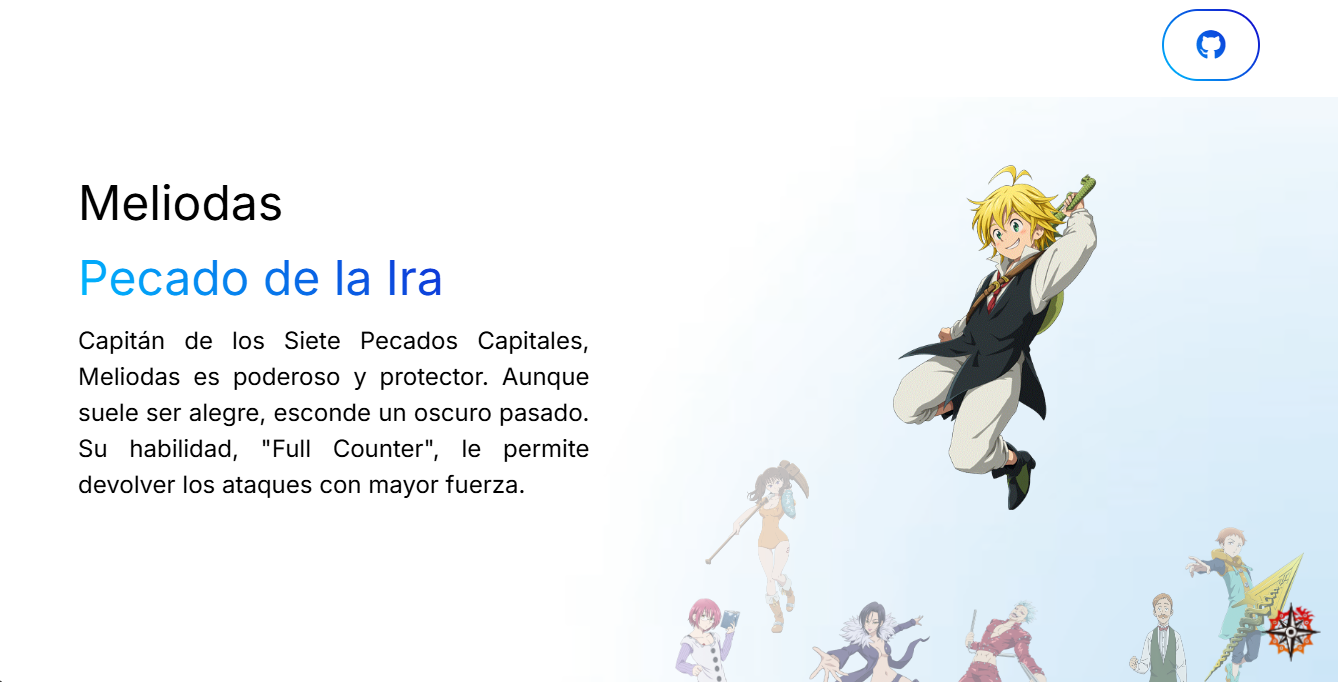 Meliodas
Pecado de la Ira
Capitán de los Siete Pecados Capitales,
Meliodas es poderoso y protector. Aunque
suele ser alegre, esconde un oscuro pasado.
Su habilidad, "Full Counter", le permite
devolver los ataques con mayor fuerza.